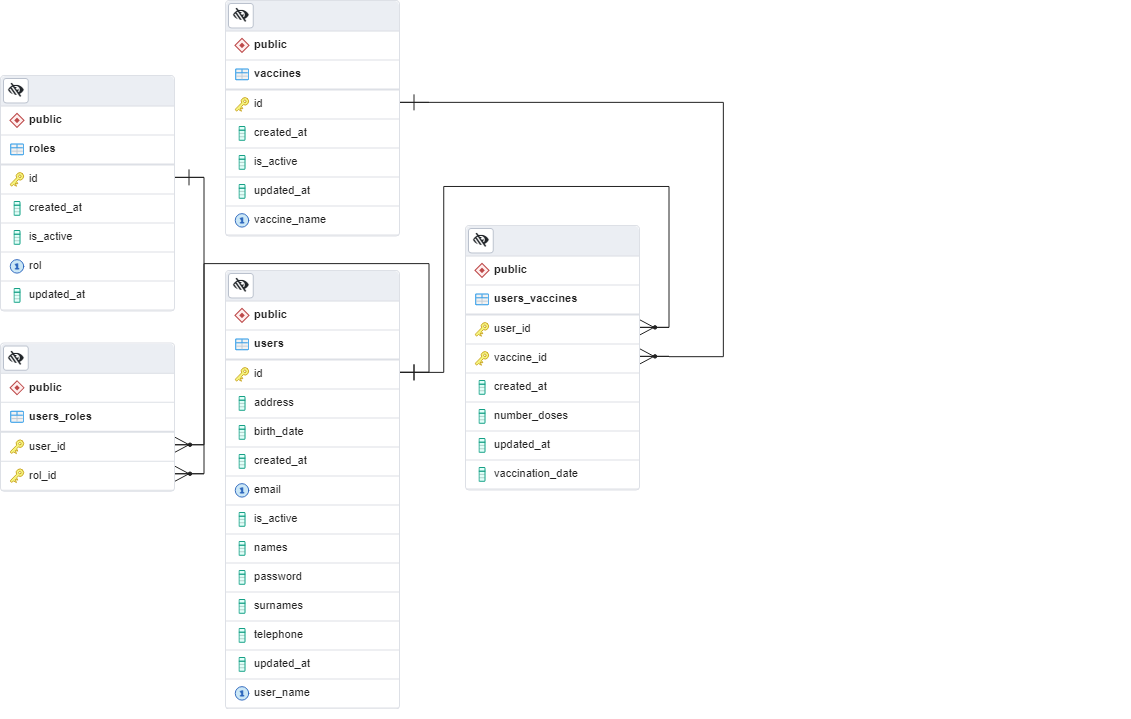 public
vaccines
id
created_at
is_active
updated_at
vaccine_name
public
roles
id
created_at
is_active
rol
updated_at
public
users_roles
user_id
rol_id
public
users
id
address
birth_date
created_at
email
is_active
names
password
surnames
telephone
updated_at
user_name
public
users_vaccines
user_id
vaccine_id
created_at
number_doses
updated_at
vaccination_date